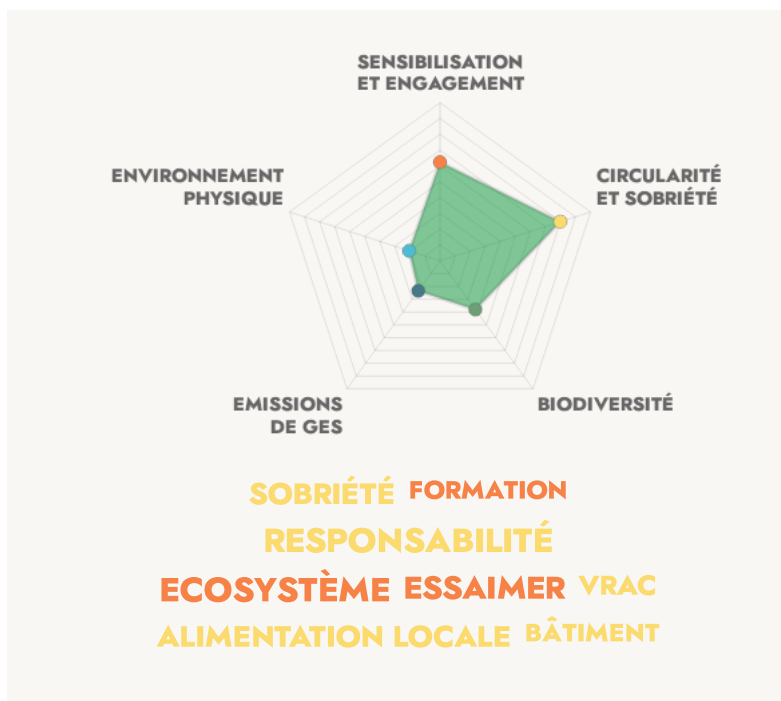 SENSIBILISATION
ET ENGAGEMENT
ENVIRONNEMENT
PHYSIQUE
CIRCULARITÉ
ET SOBRIÉTÉ
EMISSIONS
DE GES
BIODIVERSITÉ
SOBRIÉTÉ FORMATION
RESPONSABILITÉ
ECOSYSTÈME ESSAIMER VRAC
ALIMENTATION LOCALE BÂTIMENT